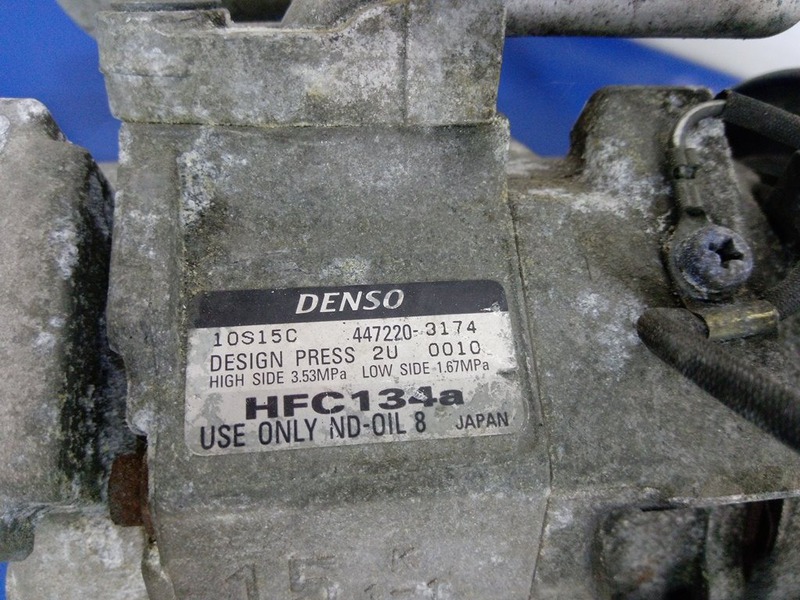 DENSO
10S15C 447220-3174
DESIGN PRESS 2U 0010
HIGH SIDE 3.53MPa LOW SIDE 1.67MPa
HFC134a
USE ONLY ND-OIL 8 JAPAN
15 K